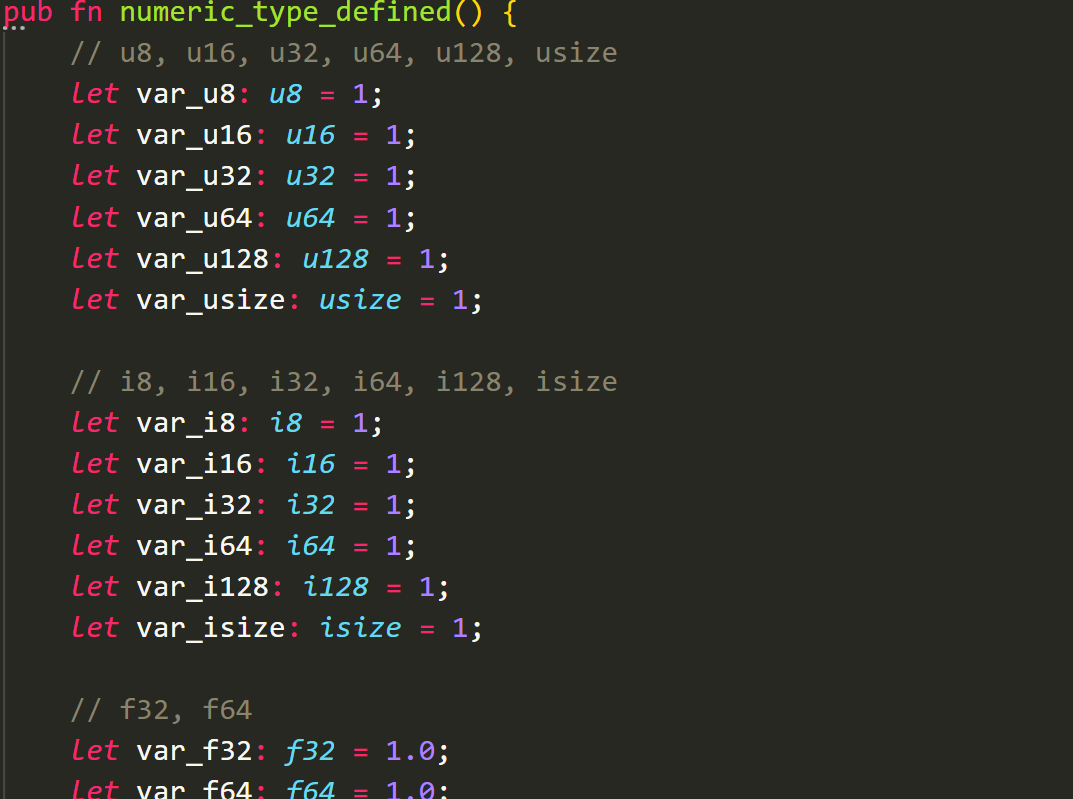 pub fn numeric_type_defined() {
    // u8, u16, u32, u64, u128, usize
    let var_u8: u8 = 1;
    let var_u16: u16 = 1;
    let var_u32: u32 = 1;
    let var_u64: u64 = 1;
    let var_u128: u128 = 1;
    let var_usize: usize = 1;

    // i8, i16, i32, i64, i128, isize
    let var_i8: i8 = 1;
    let var_i16: i16 = 1;
    let var_i32: i32 = 1;
    let var_i64: i64 = 1;
    let var_i128: i128 = 1;
    let var_isize: isize = 1;

    // f32, f64
    let var_f32: f32 = 1.0;
    let var_f64: f64 = 1.0;